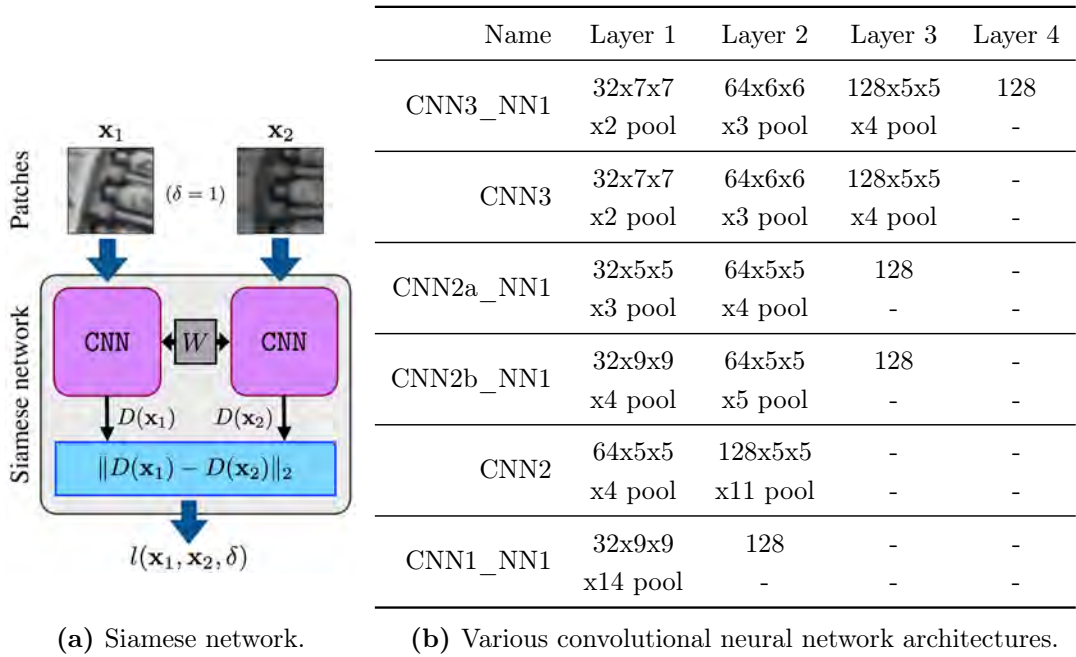 x₁ x₂
Patches
(δ = 1)
Siamese network
CNN W CNN
D(x₁) D(x₂)
‖D(x₁) − D(x₂)‖₂
l(x₁, x₂, δ)
(a) Siamese network.
Name Layer 1 Layer 2 Layer 3 Layer 4
CNN3_NN1 32x7x7 64x6x6 128x5x5 128
x2 pool x3 pool x4 pool -
CNN3 32x7x7 64x6x6 128x5x5 -
x2 pool x3 pool x4 pool -
CNN2a_NN1 32x5x5 64x5x5 128 -
x3 pool x4 pool - -
CNN2b_NN1 32x9x9 64x5x5 128 -
x4 pool x5 pool - -
CNN2 64x5x5 128x5x5 - -
x4 pool x11 pool - -
CNN1_NN1 32x9x9 128 - -
x14 pool - - -
(b) Various convolutional neural network architectures.